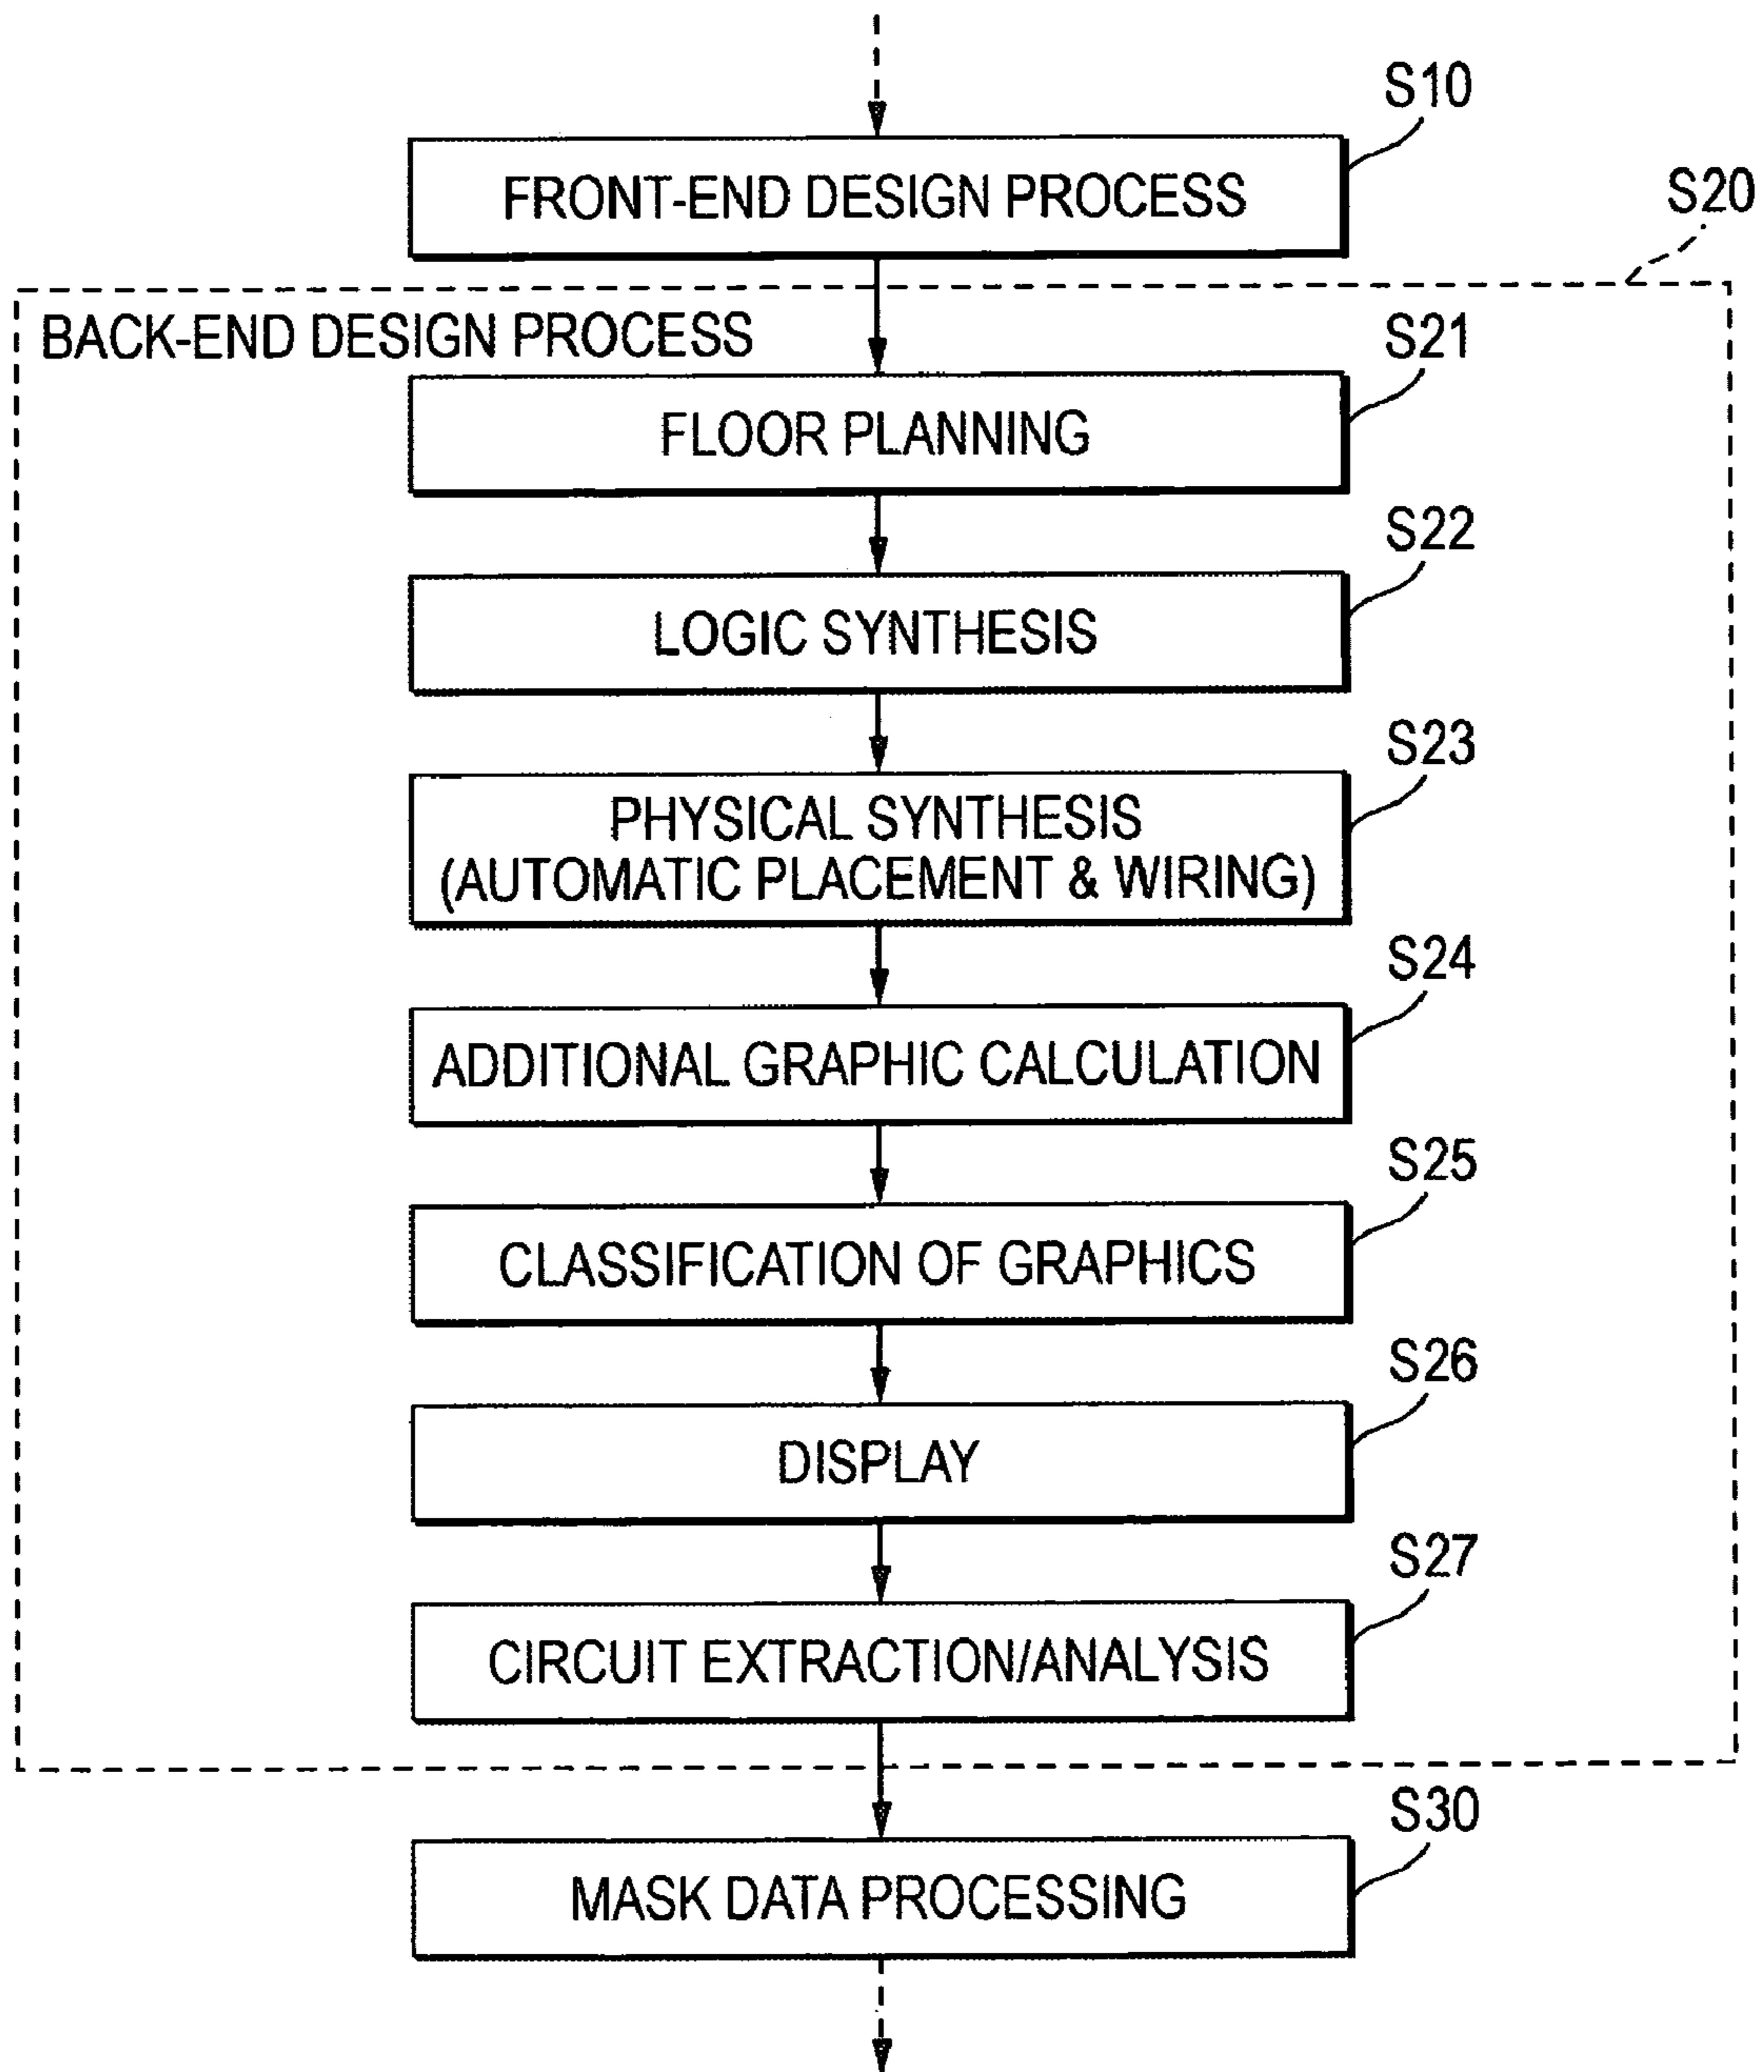 S10
FRONT-END DESIGN PROCESS
S20
BACK-END DESIGN PROCESS
S21
FLOOR PLANNING
S22
LOGIC SYNTHESIS
S23
PHYSICAL SYNTHESIS
(AUTOMATIC PLACEMENT & WIRING)
S24
ADDITIONAL GRAPHIC CALCULATION
S25
CLASSIFICATION OF GRAPHICS
S26
DISPLAY
S27
CIRCUIT EXTRACTION/ANALYSIS
S30
MASK DATA PROCESSING